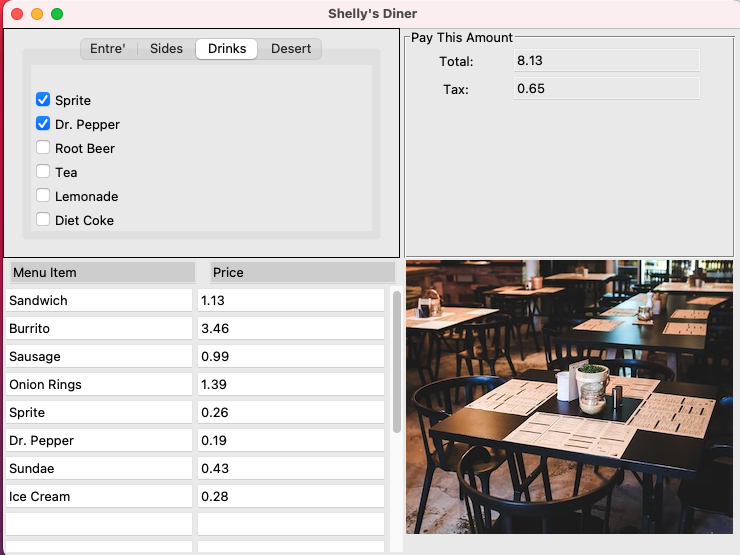 Shelly's Diner
Entre' Sides Drinks Desert
Sprite
Dr. Pepper
Root Beer
Tea
Lemonade
Diet Coke
Pay This Amount
Total: 8.13
Tax: 0.65
Menu Item Price
Sandwich 1.13
Burrito 3.46
Sausage 0.99
Onion Rings 1.39
Sprite 0.26
Dr. Pepper 0.19
Sundae 0.43
Ice Cream 0.28